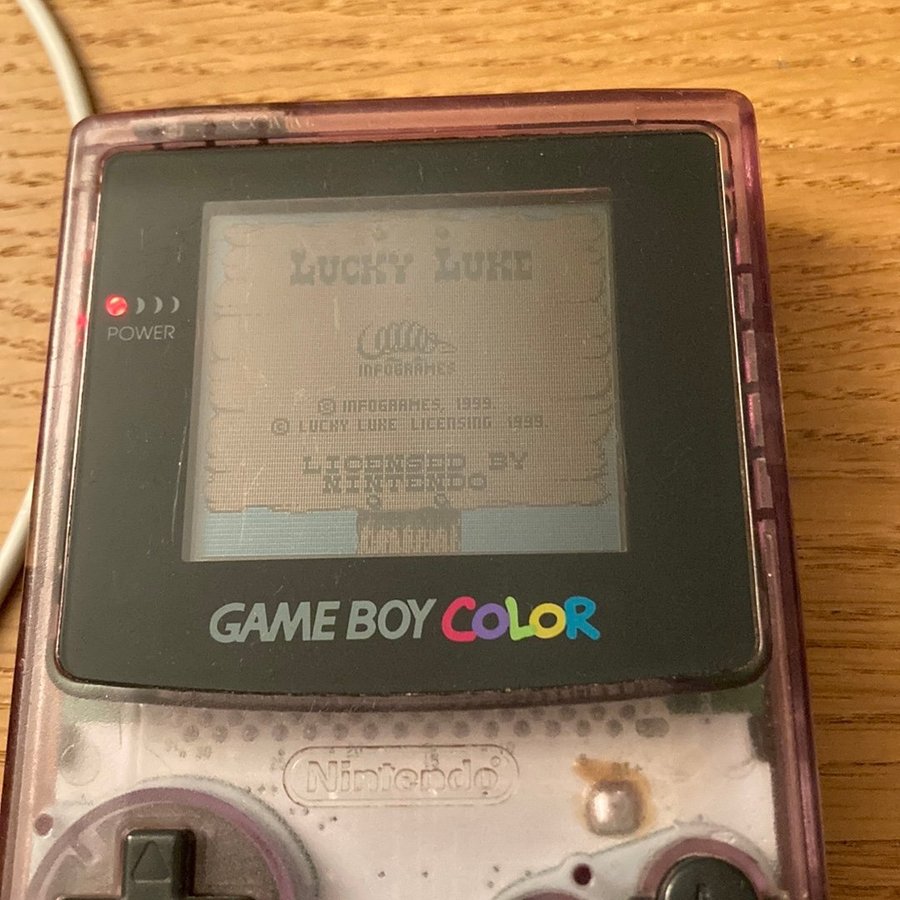 LUCKY LUKE
INFOGRAMES
© INFOGRAMES, 1999.
© LUCKY LUKE LICENSING 1999.
LICENSED BY
NINTENDO
POWER
GAME BOY COLOR
Nintendo®
A